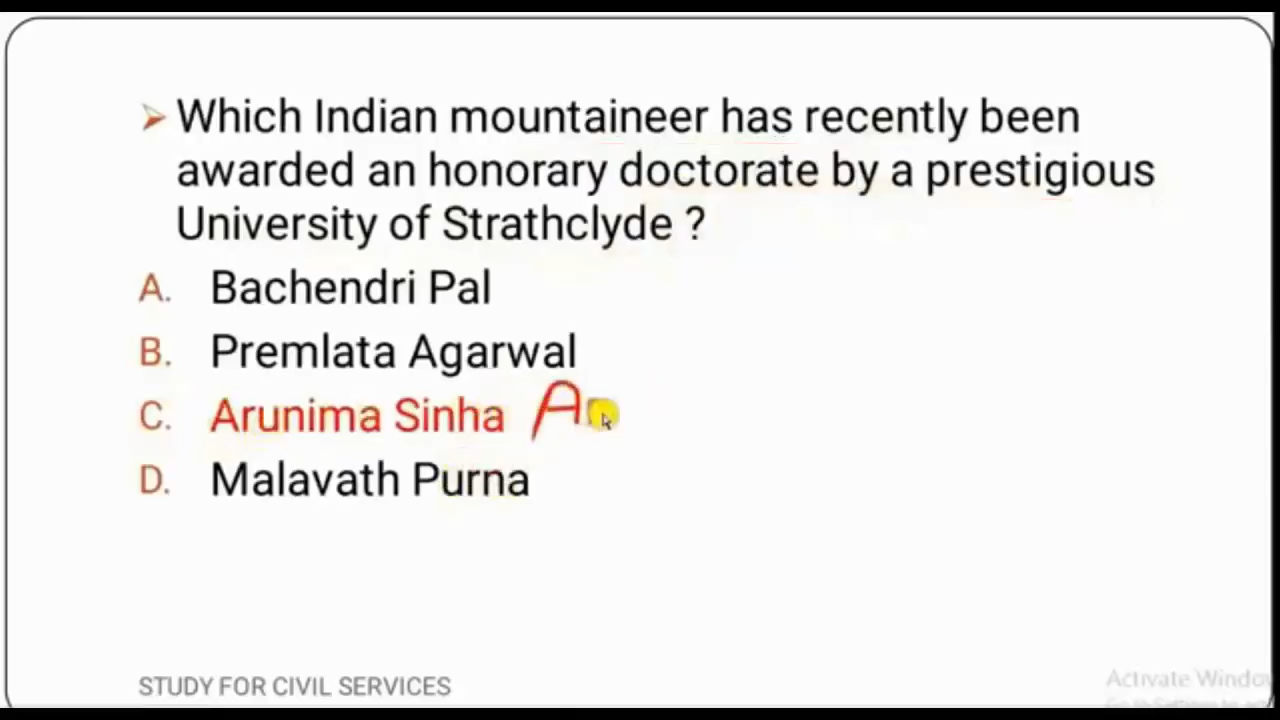 Which Indian mountaineer has recently been
awarded an honorary doctorate by a prestigious
University of Strathclyde ?
A. Bachendri Pal
B. Premlata Agarwal
C. Arunima Sinha A
D. Malavath Purna
STUDY FOR CIVIL SERVICES
Activate Windo